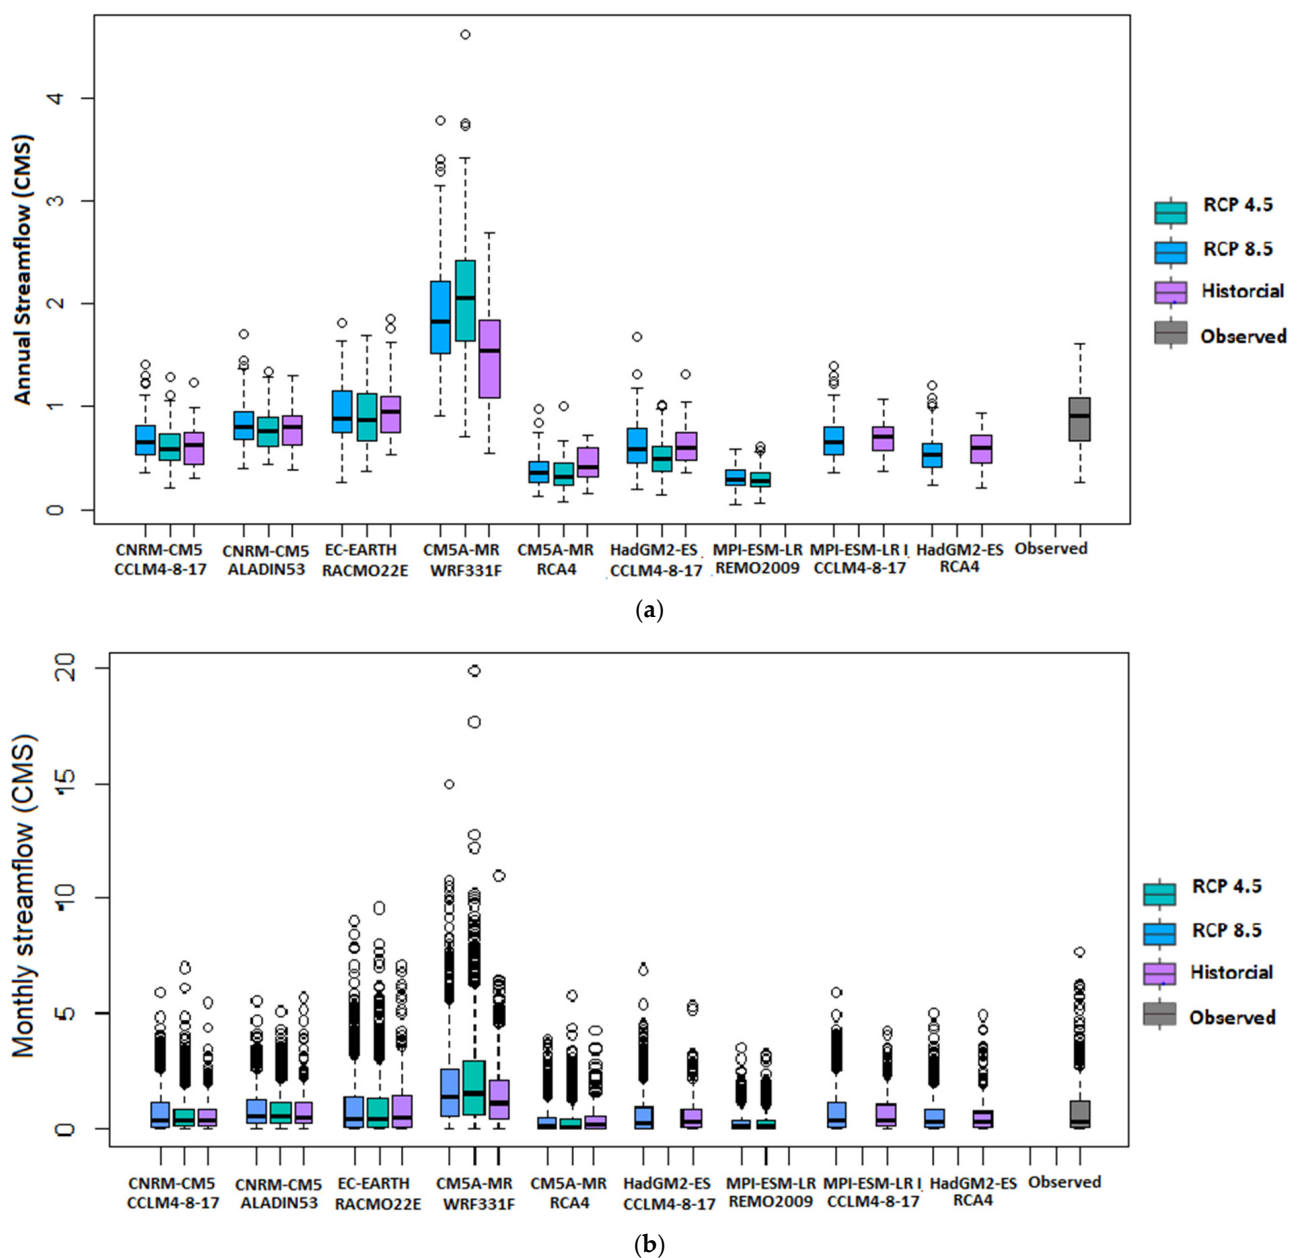 Annual Streamflow (CMS)
4
3
2
1
0
RCP 4.5
RCP 8.5
Historcial
Observed
CNRM-CM5
CCLM4-8-17
CNRM-CM5
ALADIN53
EC-EARTH
RACMO22E
CM5A-MR
WRF331F
CM5A-MR
RCA4
HadGM2-ES
CCLM4-8-17
MPI-ESM-LR
REMO2009
MPI-ESM-LR I
CCLM4-8-17
HadGM2-ES
RCA4
Observed
(a)
Monthly streamflow (CMS)
20
15
10
5
0
RCP 4.5
RCP 8.5
Historcial
Observed
CNRM-CM5
CCLM4-8-17
CNRM-CM5
ALADIN53
EC-EARTH
RACMO22E
CM5A-MR
WRF331F
CM5A-MR
RCA4
HadGM2-ES
CCLM4-8-17
MPI-ESM-LR
REMO2009
MPI-ESM-LR I
CCLM4-8-17
HadGM2-ES
RCA4
Observed
(b)